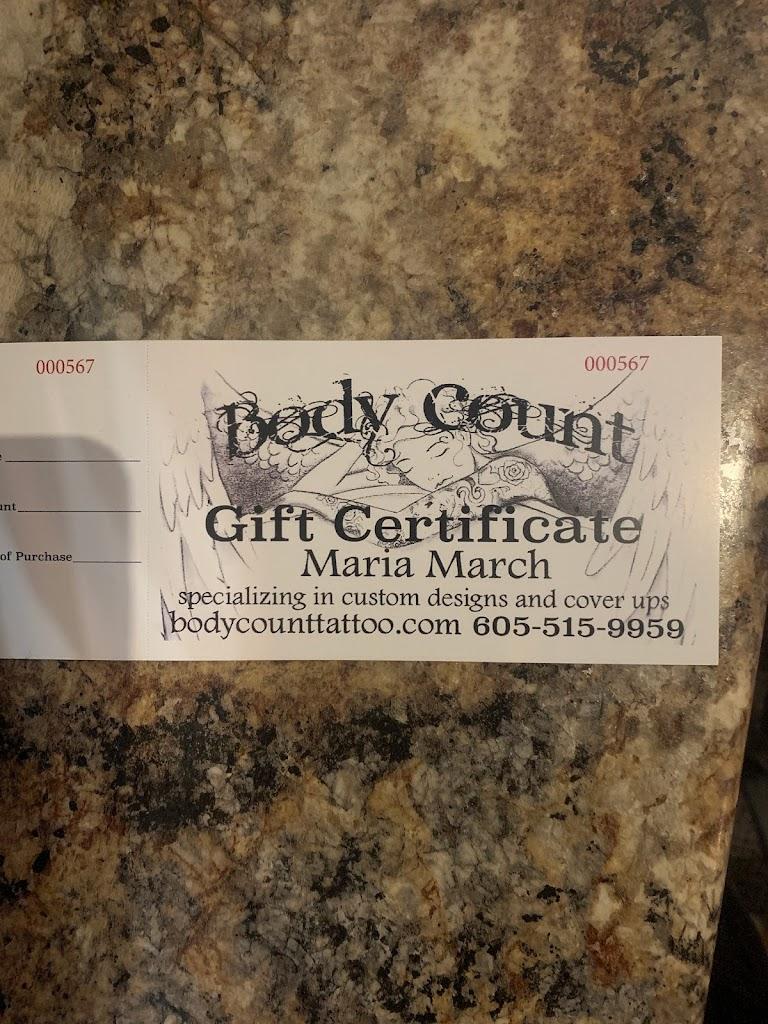 000567
000567
Body Count
Gift Certificate
Maria March
specializing in custom designs and cover ups
bodycounttattoo.com 605-515-9959
of Purchase